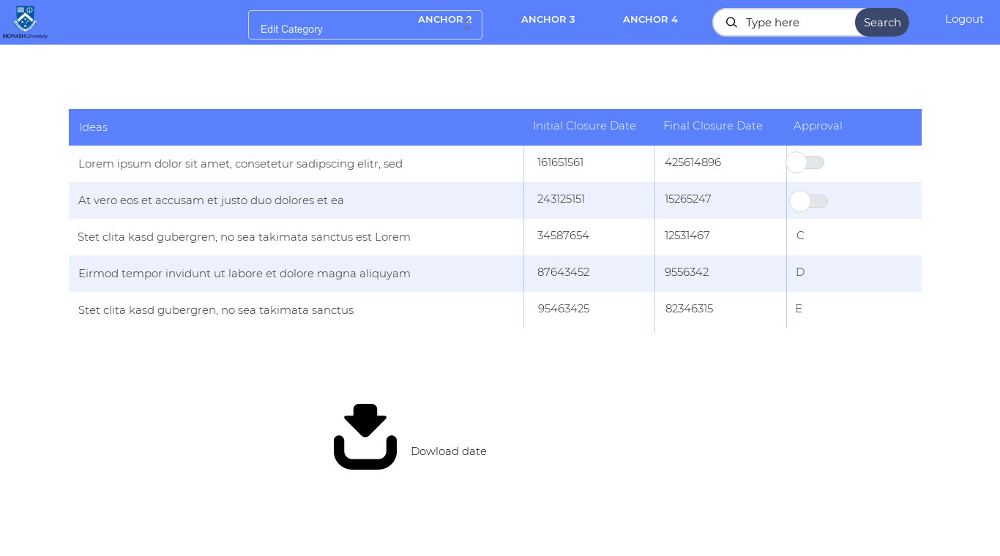 MONASH University
Edit Category
ANCHOR 2
ANCHOR 3
ANCHOR 4
Type here
Search
Logout
Ideas
Initial Closure Date
Final Closure Date
Approval
Lorem ipsum dolor sit amet, consetetur sadipscing elitr, sed
161651561
425614896
At vero eos et accusam et justo duo dolores et ea
243125151
15265247
Stet clita kasd gubergren, no sea takimata sanctus est Lorem
34587654
12531467
C
Eirmod tempor invidunt ut labore et dolore magna aliquyam
87643452
9556342
D
Stet clita kasd gubergren, no sea takimata sanctus
95463425
82346315
E
Dowload date